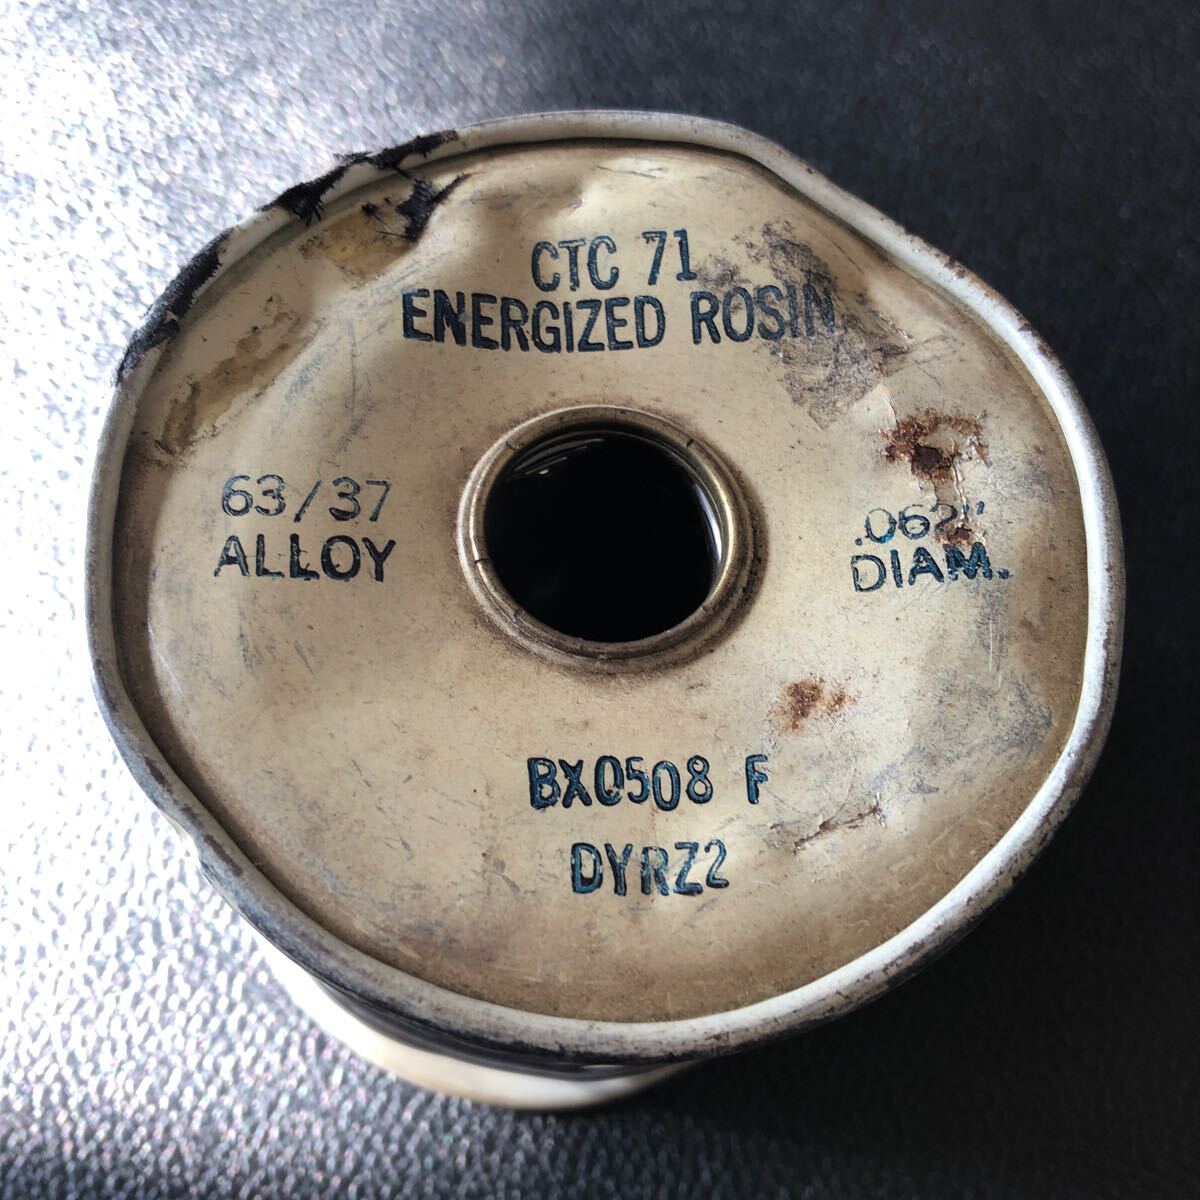 CTC 71
ENERGIZED ROSIN
63/37
ALLOY
.062"
DIAM.
BX0508 F
DYRZ2